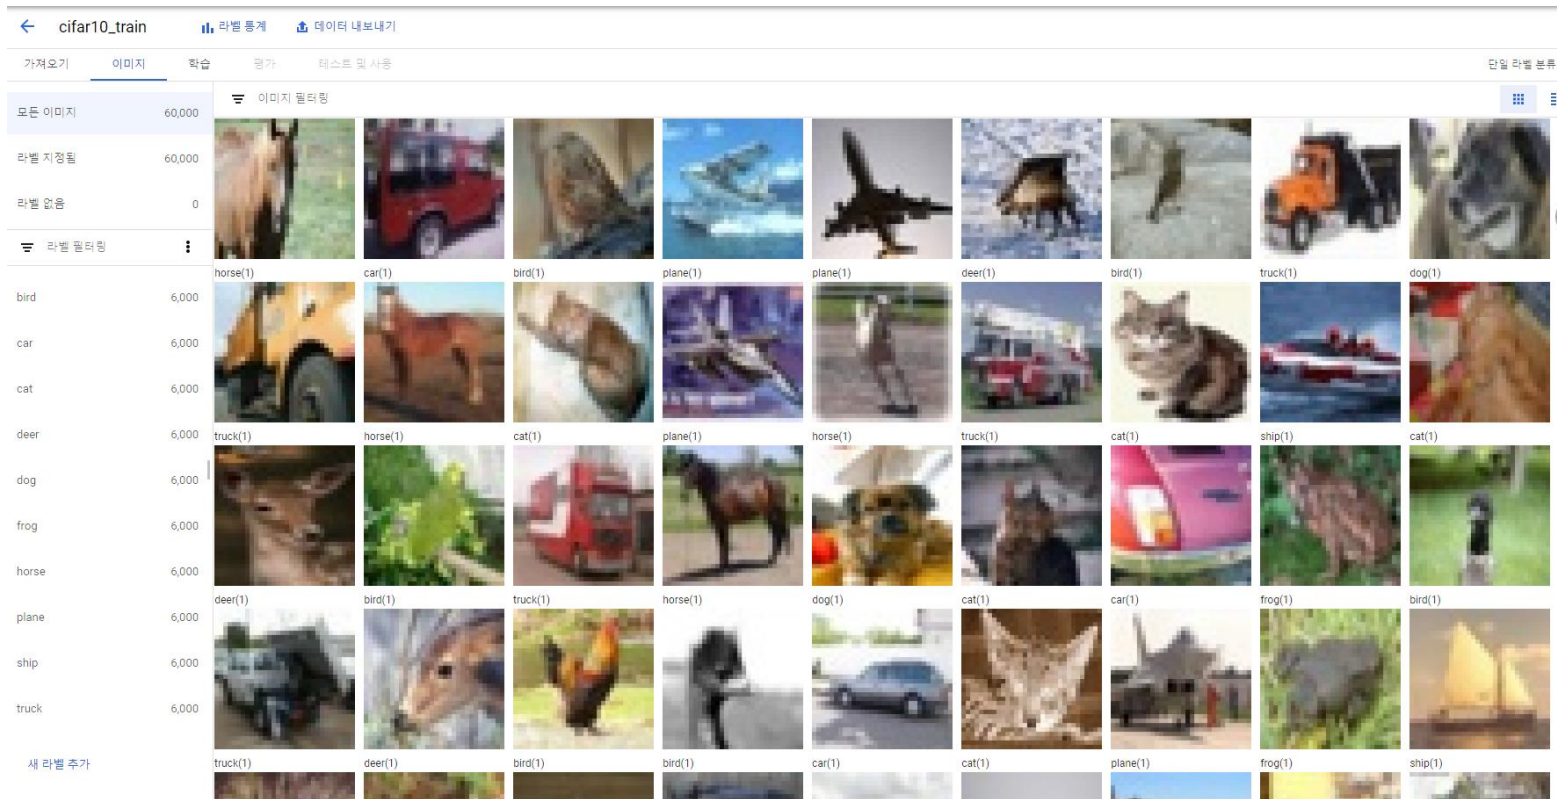 cifar10_train 라벨 통계 데이터 내보내기
가져오기 이미지 학습 평가 테스트 및 사용 단일 라벨 분류
모든 이미지 60,000
라벨 지정됨 60,000
라벨 없음 0
라벨 필터링
bird 6,000
car 6,000
cat 6,000
deer 6,000
dog 6,000
frog 6,000
horse 6,000
plane 6,000
ship 6,000
truck 6,000
새 라벨 추가
이미지 필터링
horse(1) car(1) bird(1) plane(1) plane(1) deer(1) bird(1) truck(1) dog(1)
truck(1) horse(1) cat(1) plane(1) horse(1) truck(1) cat(1) ship(1) cat(1)
deer(1) bird(1) truck(1) horse(1) dog(1) cat(1) car(1) frog(1) bird(1)
truck(1) deer(1) bird(1) bird(1) car(1) cat(1) plane(1) frog(1) ship(1)